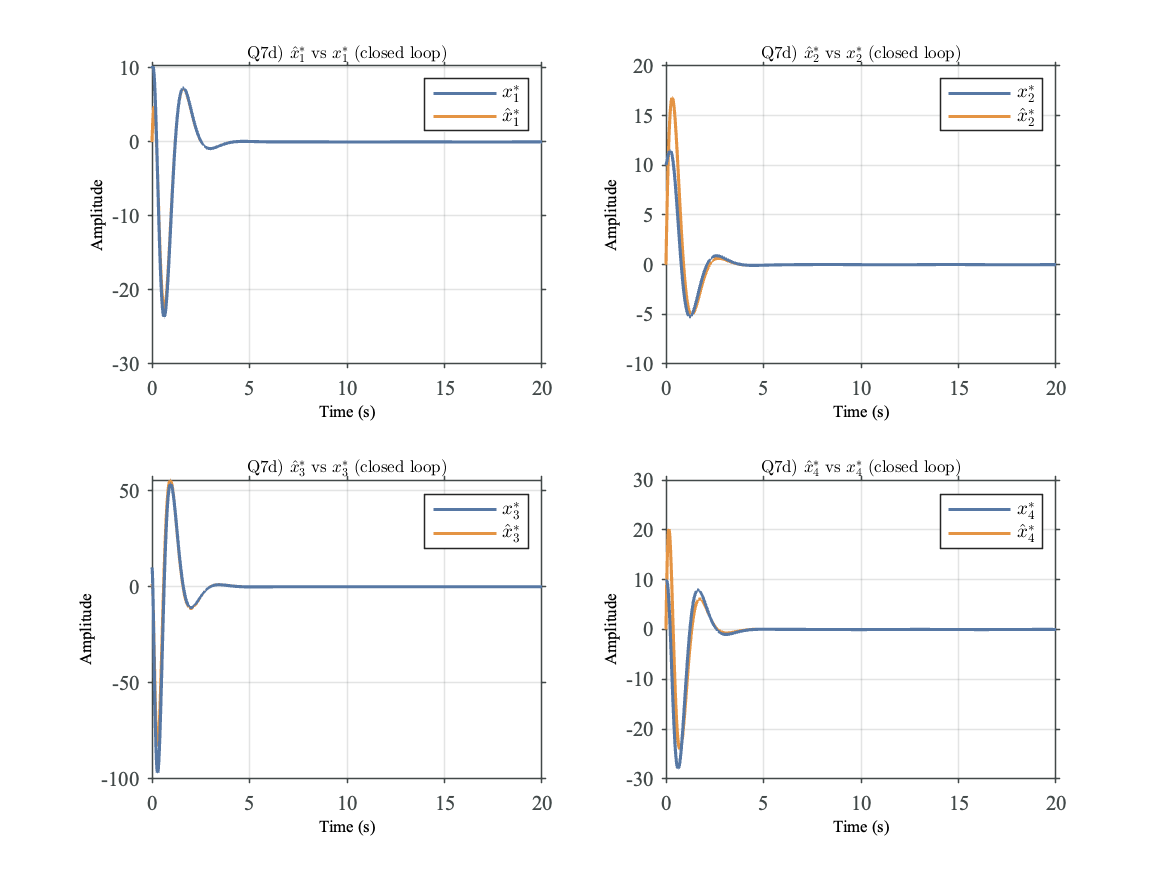 Q7d) x̂₁* vs x₁* (closed loop)
10
0
-10
-20
-30
0 5 10 15 20
Amplitude
Time (s)
x₁*
x̂₁*
Q7d) x̂₂* vs x₂* (closed loop)
20
15
10
5
0
-5
-10
0 5 10 15 20
Amplitude
Time (s)
x₂*
x̂₂*
Q7d) x̂₃* vs x₃* (closed loop)
50
0
-50
-100
0 5 10 15 20
Amplitude
Time (s)
x₃*
x̂₃*
Q7d) x̂₄* vs x₄* (closed loop)
30
20
10
0
-10
-20
-30
0 5 10 15 20
Amplitude
Time (s)
x₄*
x̂₄*